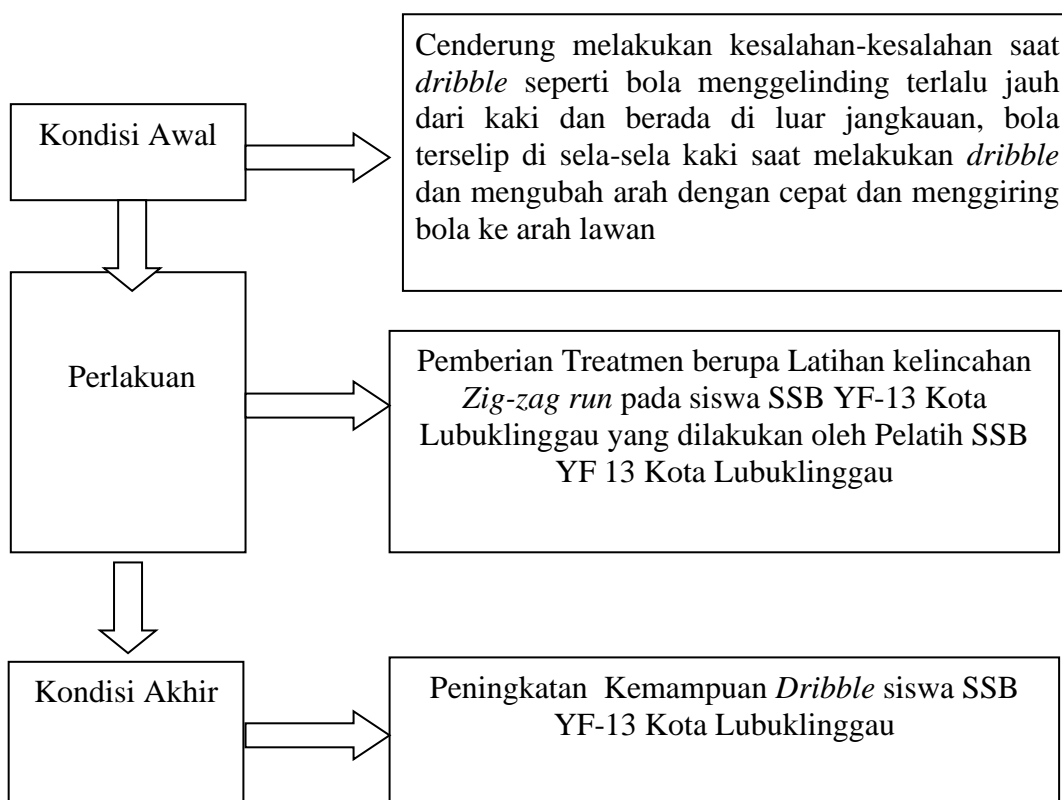 Kondisi Awal
Cenderung melakukan kesalahan-kesalahan saat
dribble seperti bola menggelinding terlalu jauh
dari kaki dan berada di luar jangkauan, bola
terselip di sela-sela kaki saat melakukan dribble
dan mengubah arah dengan cepat dan menggiring
bola ke arah lawan
Perlakuan
Pemberian Treatmen berupa Latihan kelincahan
Zig-zag run pada siswa SSB YF-13 Kota
Lubuklinggau yang dilakukan oleh Pelatih SSB
YF 13 Kota Lubuklinggau
Kondisi Akhir
Peningkatan Kemampuan Dribble siswa SSB
YF-13 Kota Lubuklinggau